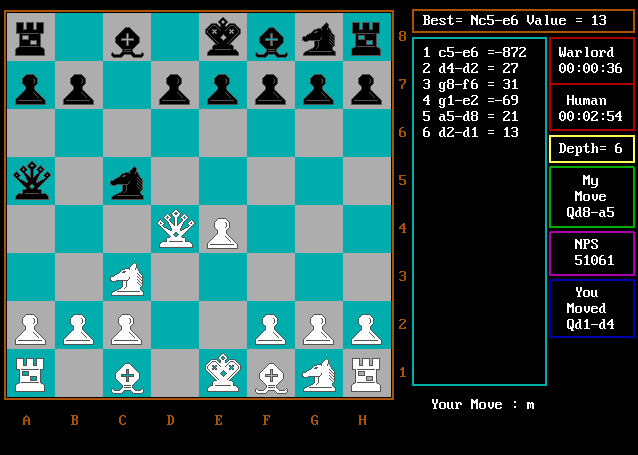 Best= Nc5-e6 Value = 13
8
7
6
5
4
3
2
1
A B C D E F G H
1 c5-e6 =-872
2 d4-d2 = 27
3 g8-f6 = 31
4 g1-e2 =-69
5 a5-d8 = 21
6 d2-d1 = 13
Warlord
00:00:36
Human
00:02:54
Depth= 6
My
Move
Qd8-a5
NPS
51061
You
Moved
Qd1-d4
Your Move : m